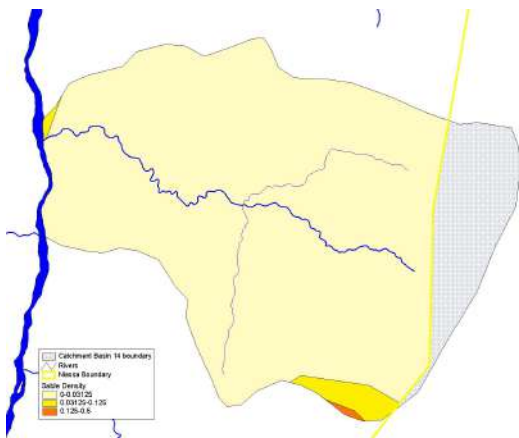 Catchment Basin 14 boundary
Rivers
Niassa Boundary
Sable Density
0-0.03125
0.03125-0.125
0.125-0.5